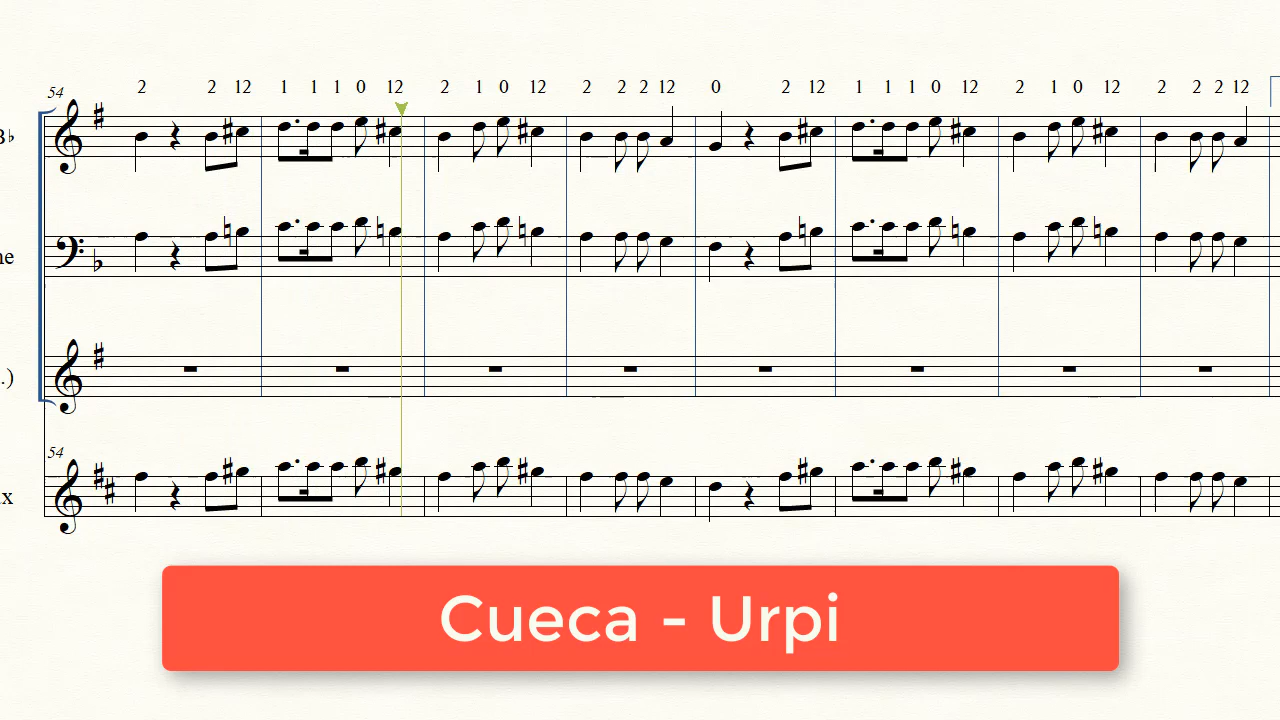 54
2 2 12 1 1 1 0 12 2 1 0 12 2 2 2 12 0 2 12 1 1 1 0 12 2 1 0 12 2 2 2 12
B♭
ne
.)
54
x
Cueca - Urpi